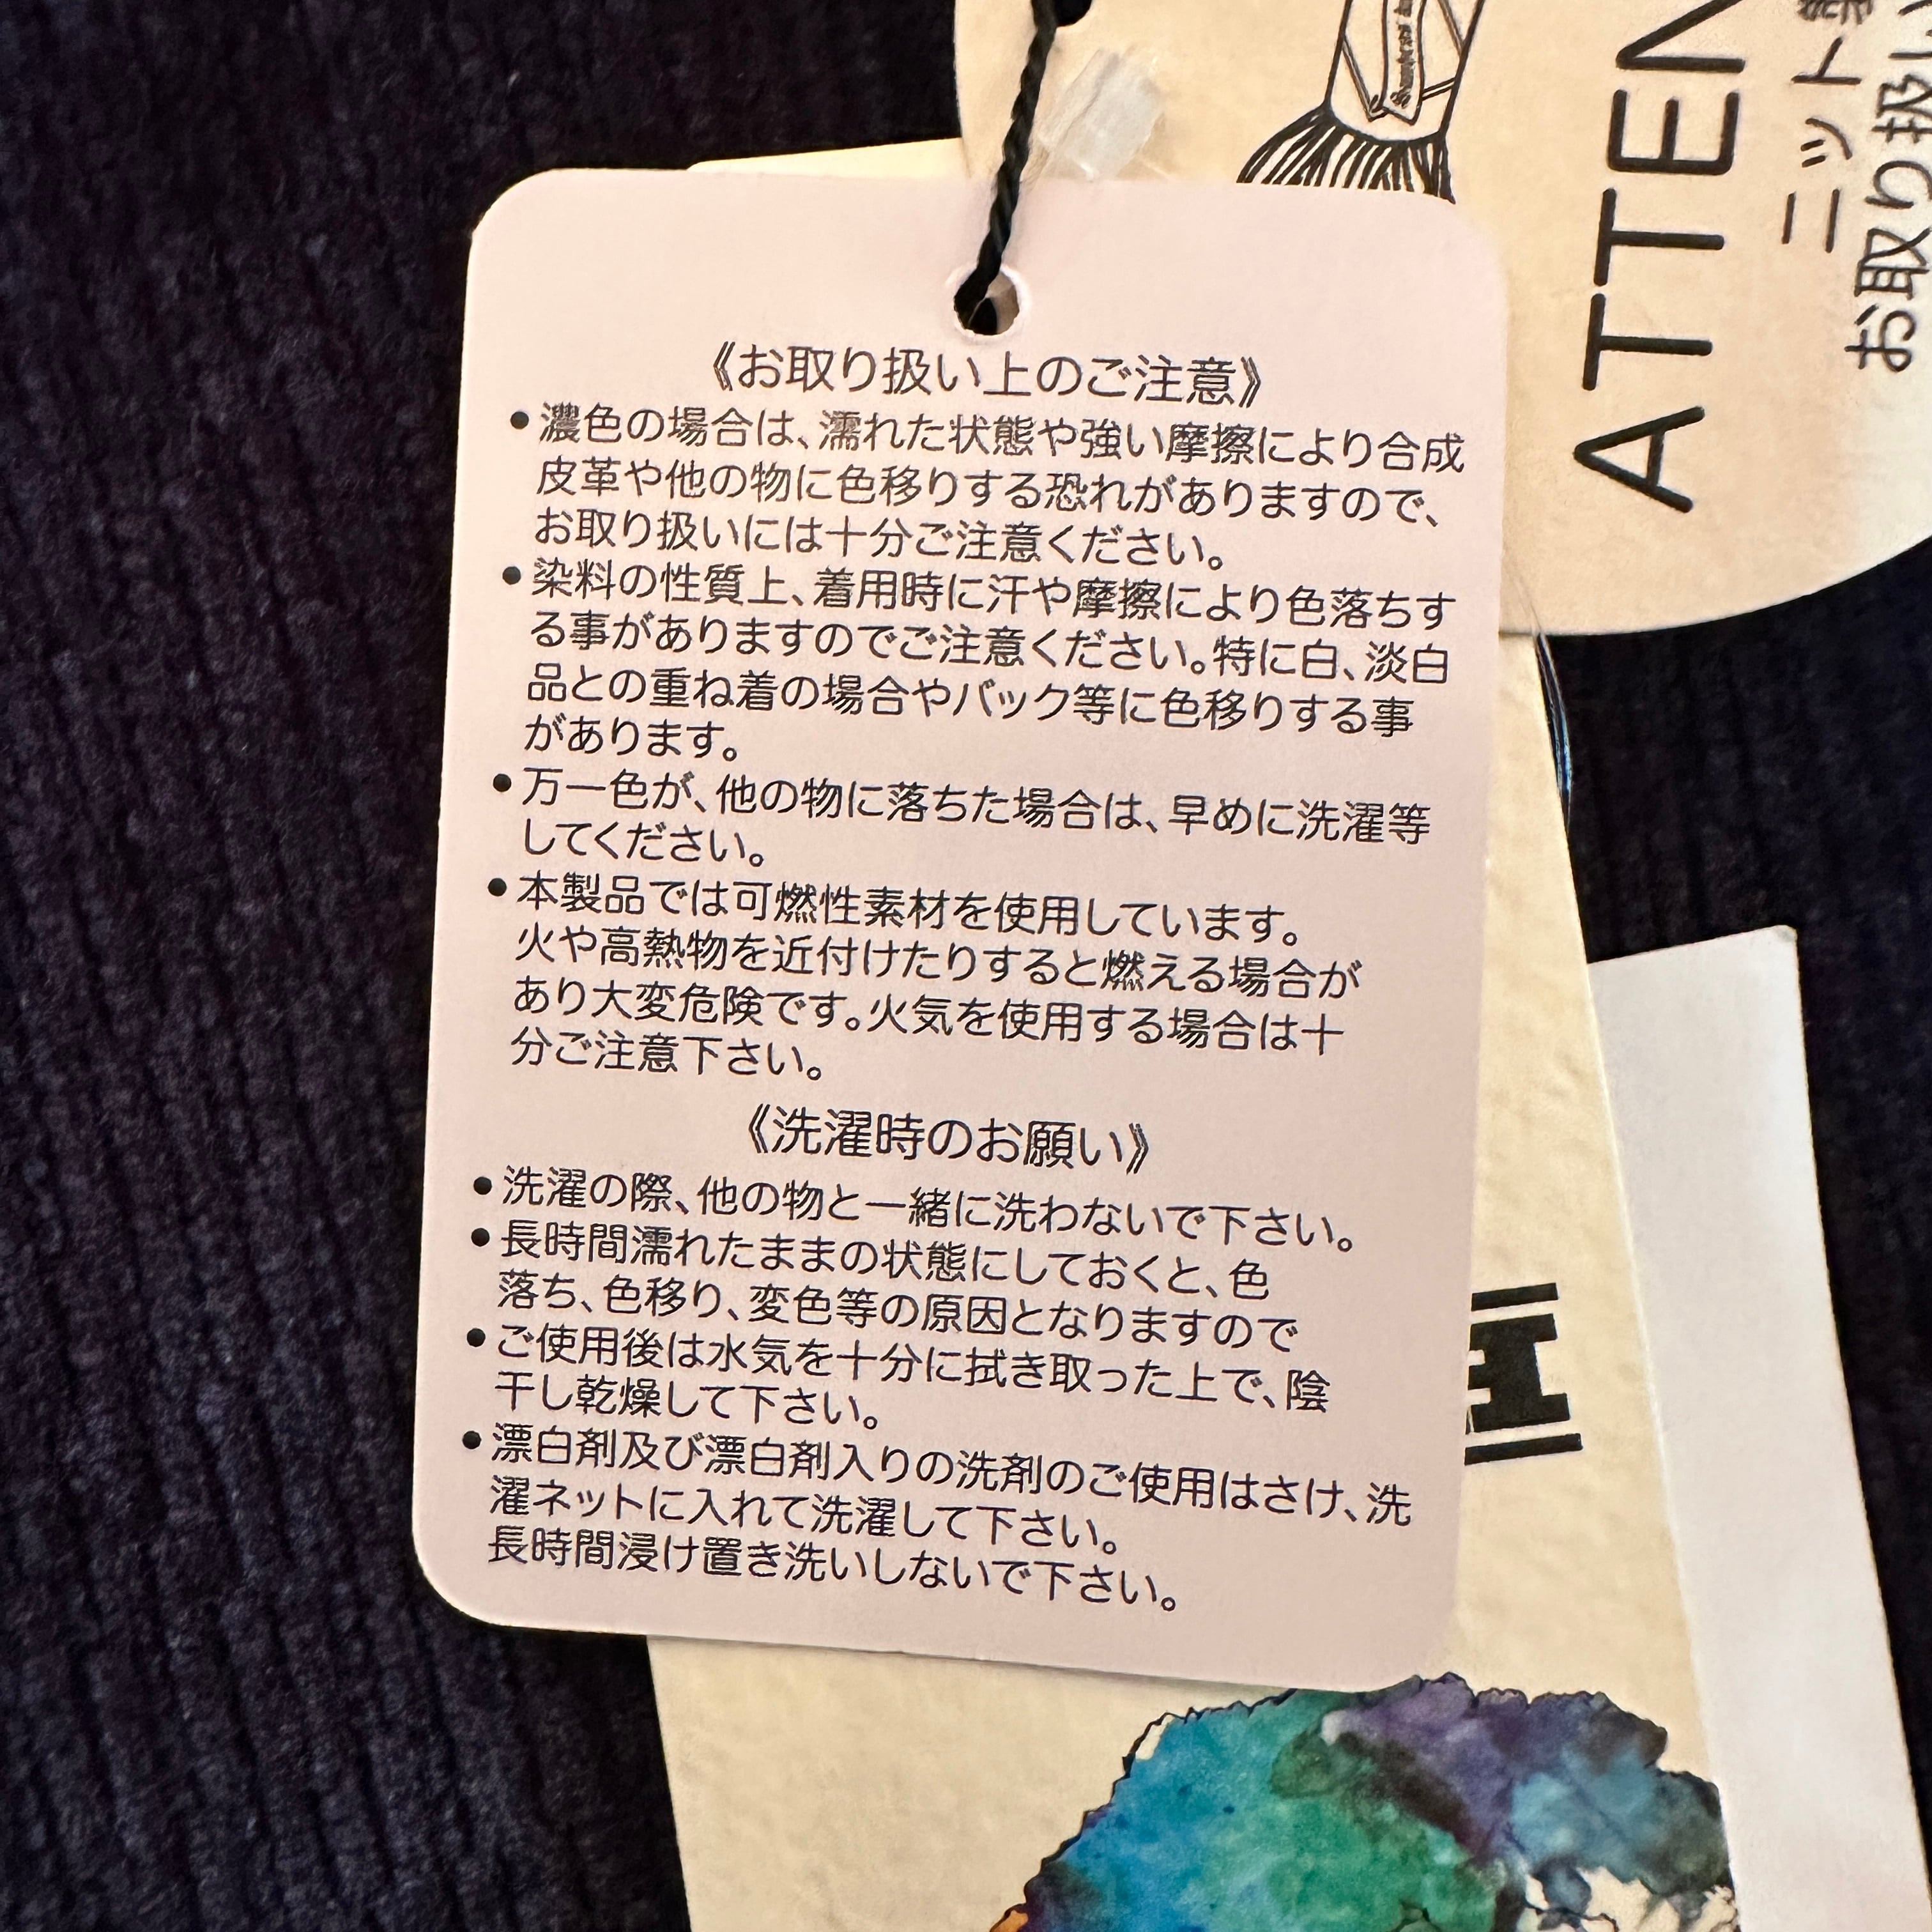 《お取り扱い上のご注意》
●濃色の場合は、濡れた状態や強い摩擦により合成
皮革や他の物に色移りする恐れがありますので、
お取り扱いには十分ご注意ください。
●染料の性質上、着用時に汗や摩擦により色落ちす
る事がありますのでご注意ください。特に白、淡白
品との重ね着の場合やバック等に色移りする事
があります。
●万一色が、他の物に落ちた場合は、早めに洗濯等
してください。
●本製品では可燃性素材を使用しています。
火や高熱物を近付けたりすると燃える場合が
あり大変危険です。火気を使用する場合は十
分ご注意下さい。
《洗濯時のお願い》
●洗濯の際、他の物と一緒に洗わないで下さい。
●長時間濡れたままの状態にしておくと、色
落ち、色移り、変色等の原因となりますので
●ご使用後は水気を十分に拭き取った上で、陰
干し乾燥して下さい。
●漂白剤及び漂白剤入りの洗剤のご使用はさけ、洗
濯ネットに入れて洗濯して下さい。
長時間浸け置き洗いしないで下さい。
ATTEN
ニット
お取り扱い